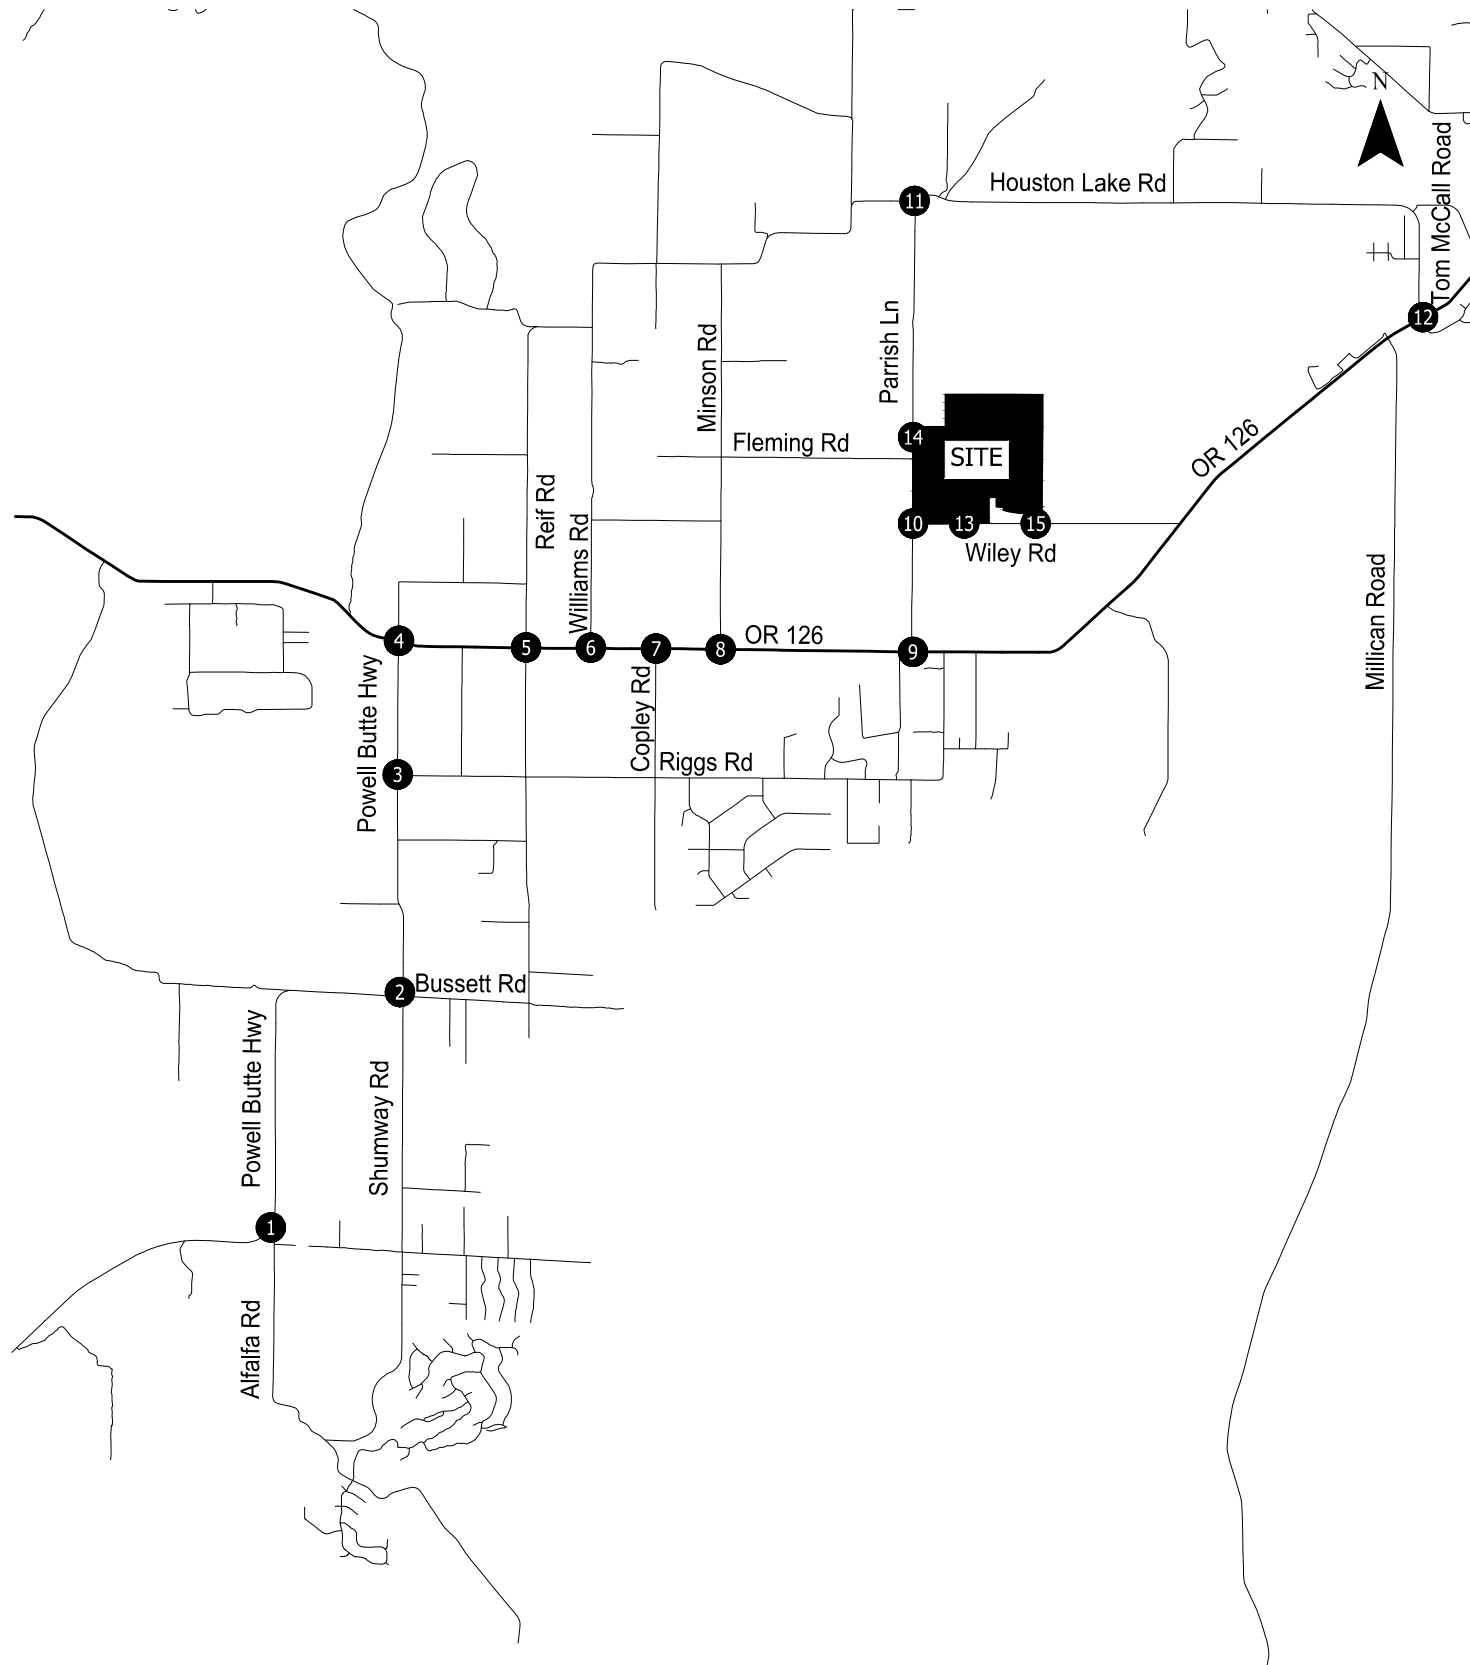 N
Tom McCall Road
Houston Lake Rd
11
12
Parrish Ln
Minson Rd
14
Fleming Rd
SITE
OR 126
Reif Rd
Williams Rd
10
13
15
Wiley Rd
Millican Road
4
5
6
7
8
OR 126
9
Powell Butte Hwy
Copley Rd
Riggs Rd
3
2
Bussett Rd
Powell Butte Hwy
Shumway Rd
1
Alfalfa Rd